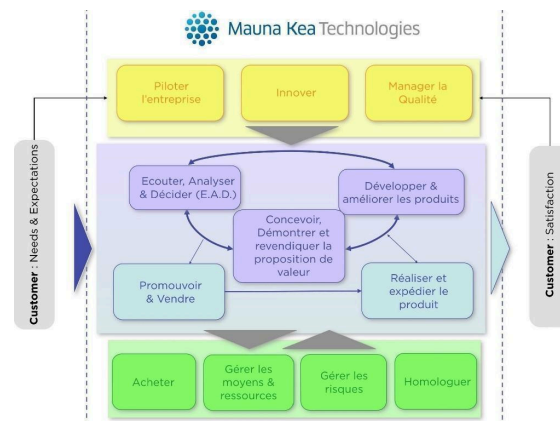 Mauna Kea Technologies
Piloter
l'entreprise
Innover
Manager la
Qualité
Customer : Needs & Expectations
Ecouter, Analyser
& Décider (E.A.D.)
Développer &
améliorer les produits
Concevoir,
Démontrer et
revendiquer la
proposition de
valeur
Promouvoir
& Vendre
Réaliser et
expédier le
produit
Customer : Satisfaction
Acheter
Gérer les
moyens &
ressources
Gérer les
risques
Homologuer